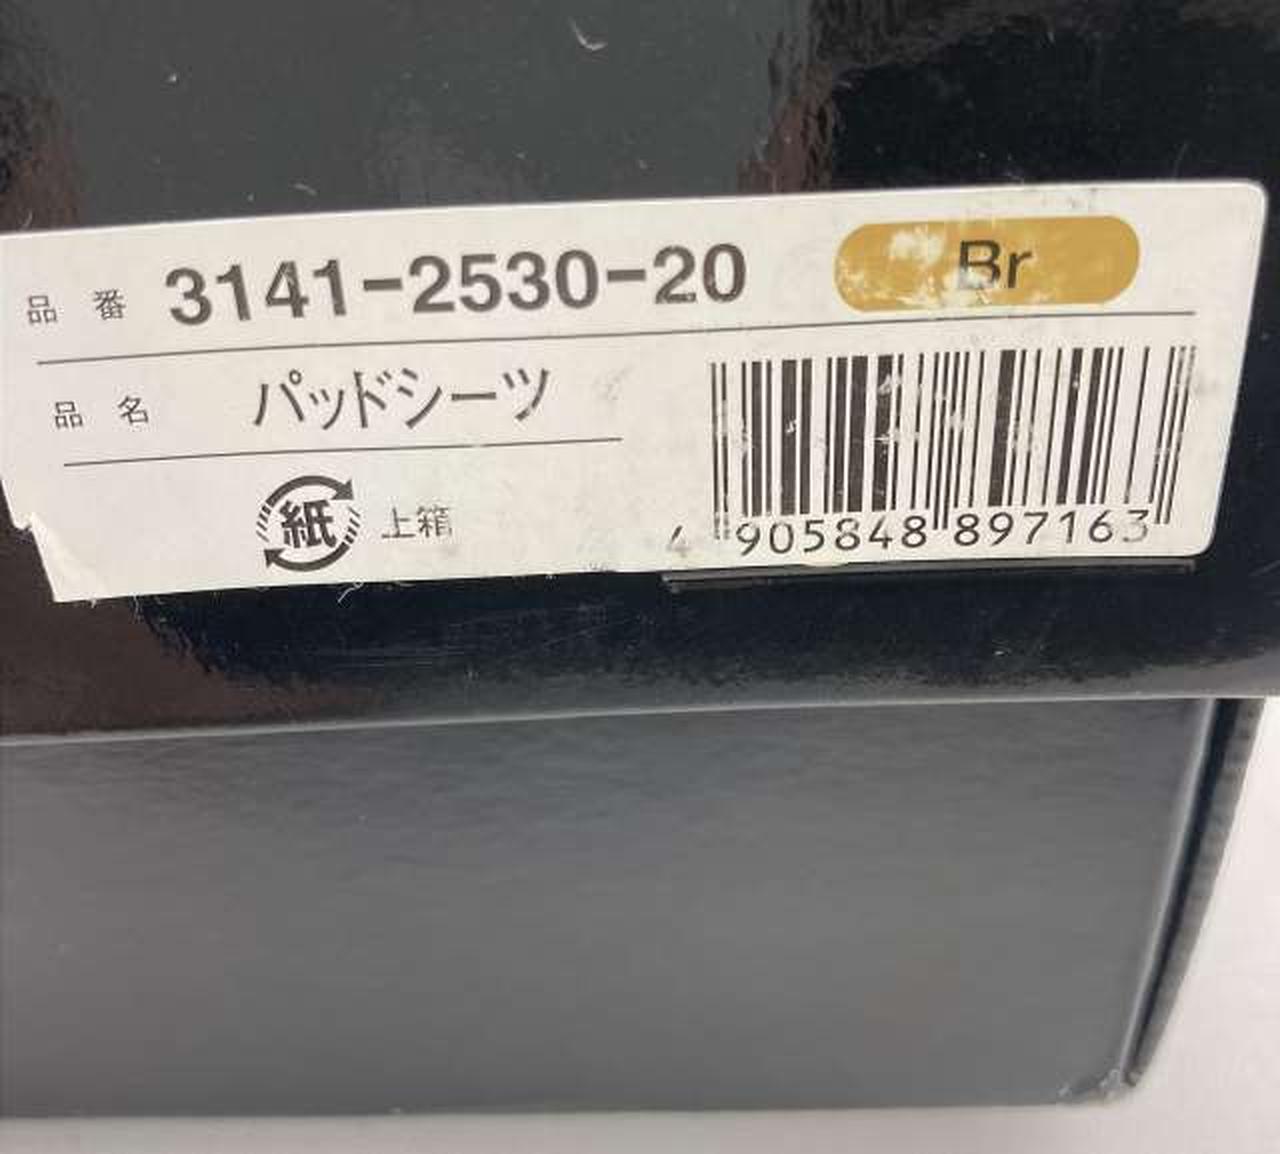 品番 3141-2530-20 Br
品名 パッドシーツ
紙 上箱
4 905848 897163